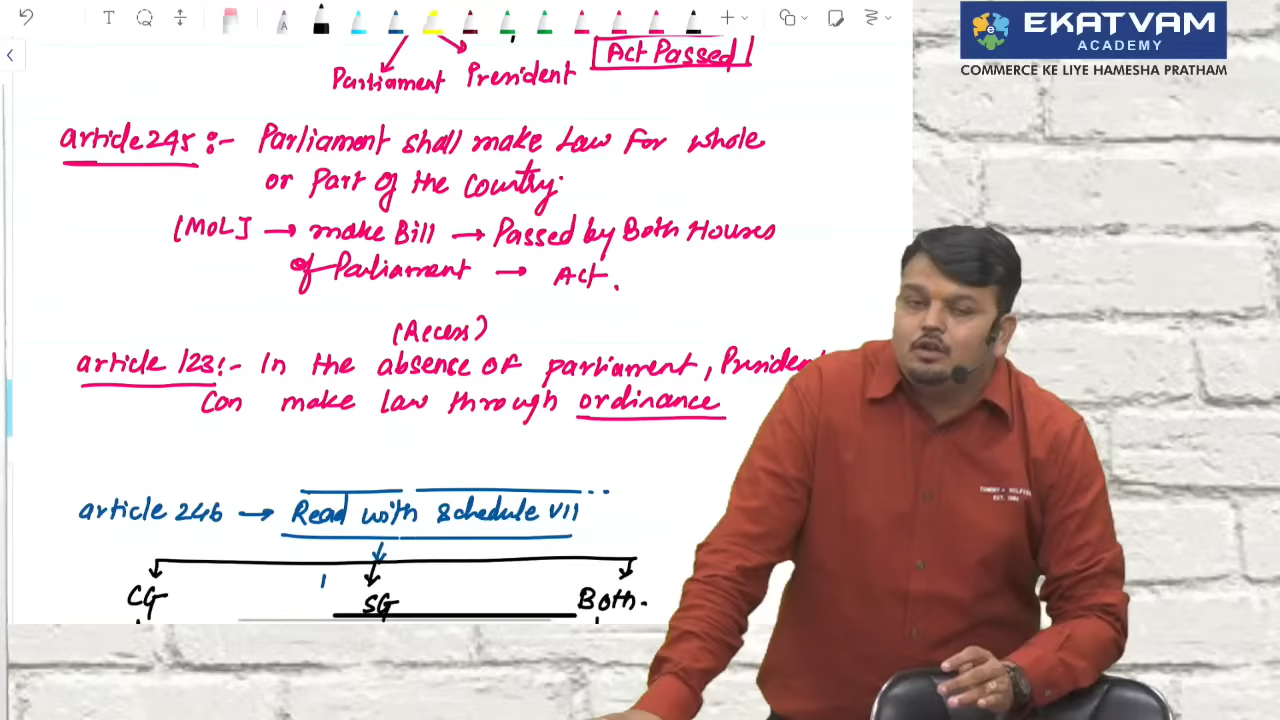 EKATVAM
ACADEMY
COMMERCE KE LIYE HAMESHA PRATHAM
Act Passed
Parliament President
article 245 :- Parliament shall make Law For whole
or Part of the Country.
[MOL] → make Bill → Passed by Both Houses
of Parliament → Act.
(Access)
article 123 :- In the absence of parliament, President
Can make law through ordinance
article 246 → Read with schedule VII
CG SG Both.